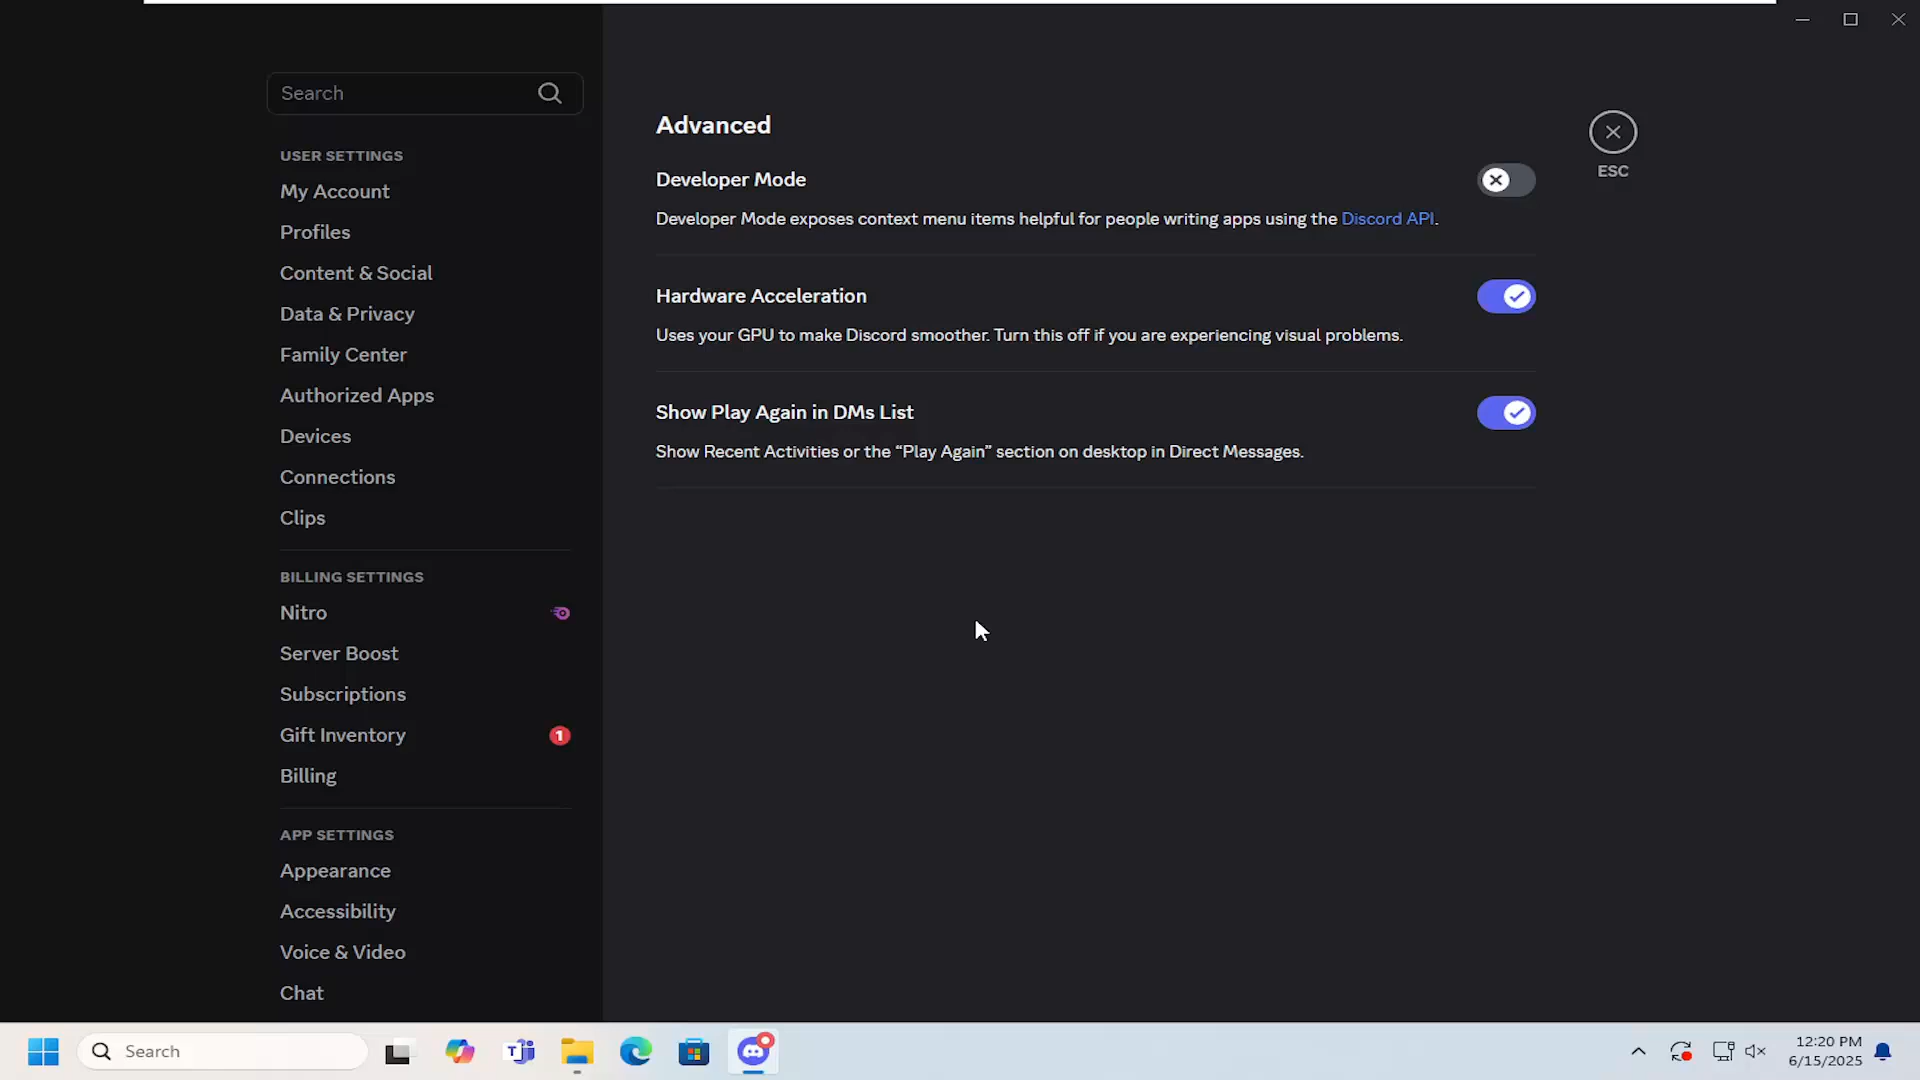 Search
USER SETTINGS
My Account
Profiles
Content & Social
Data & Privacy
Family Center
Authorized Apps
Devices
Connections
Clips
BILLING SETTINGS
Nitro
Server Boost
Subscriptions
Gift Inventory 1
Billing
APP SETTINGS
Appearance
Accessibility
Voice & Video
Chat
Advanced
ESC
Developer Mode
Developer Mode exposes context menu items helpful for people writing apps using the Discord API.
Hardware Acceleration
Uses your GPU to make Discord smoother. Turn this off if you are experiencing visual problems.
Show Play Again in DMs List
Show Recent Activities or the “Play Again” section on desktop in Direct Messages.
Search
T
12:20 PM
6/15/2025